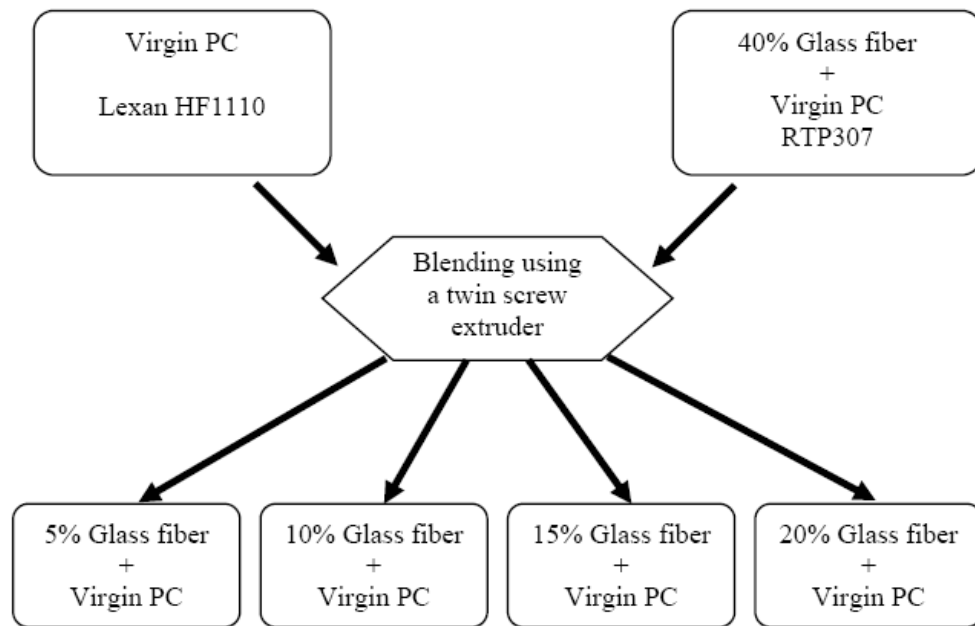 Virgin PC
Lexan HF1110
40% Glass fiber
+
Virgin PC
RTP307
Blending using
a twin screw
extruder
5% Glass fiber
+
Virgin PC
10% Glass fiber
+
Virgin PC
15% Glass fiber
+
Virgin PC
20% Glass fiber
+
Virgin PC